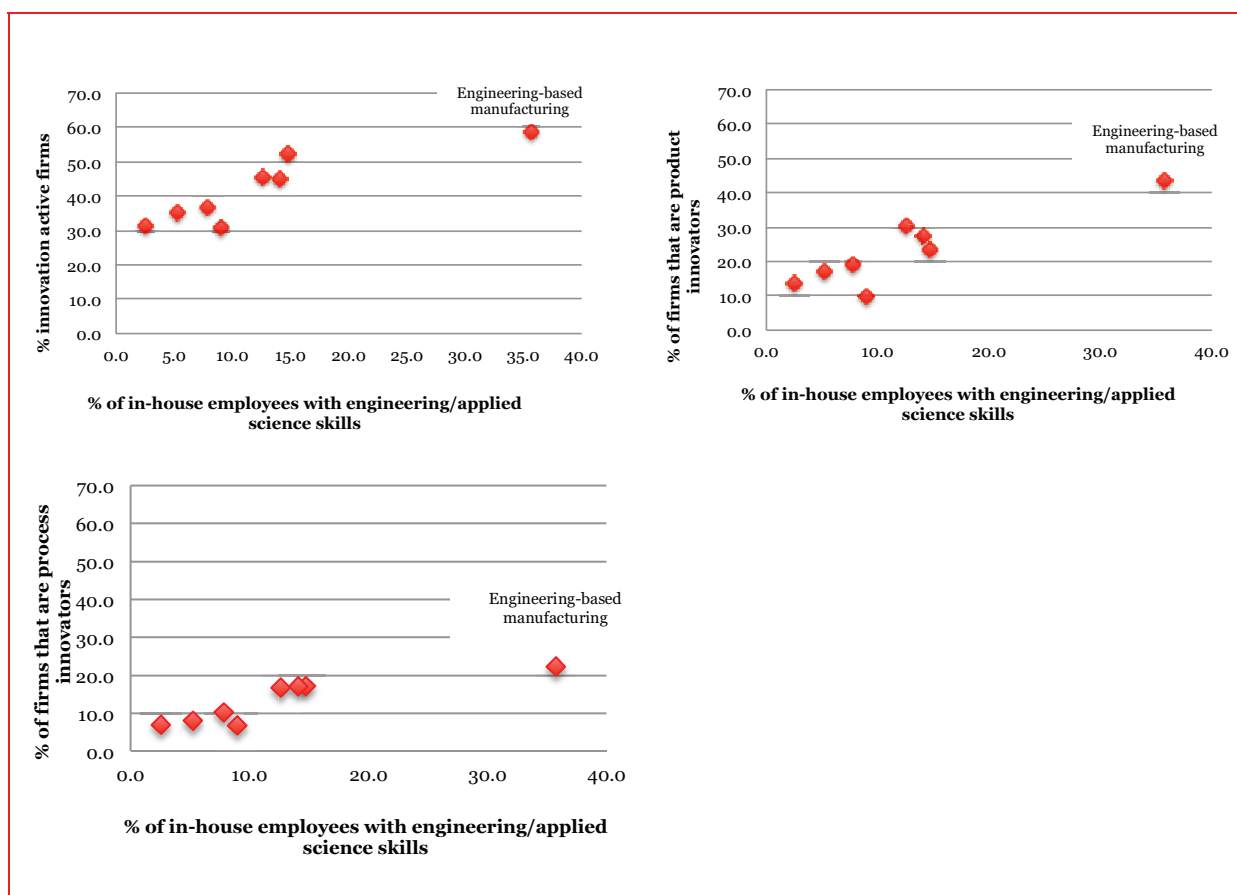 % innovation active firms
70.0
60.0
50.0
40.0
30.0
20.0
10.0
0.0
0.0 5.0 10.0 15.0 20.0 25.0 30.0 35.0 40.0
Engineering-based
manufacturing
% of in-house employees with engineering/applied
science skills
% of firms that are product
innovators
70.0
60.0
50.0
40.0
30.0
20.0
10.0
0.0
0.0 10.0 20.0 30.0 40.0
Engineering-based
manufacturing
% of in-house employees with engineering/applied
science skills
% of firms that are process
innovators
70.0
60.0
50.0
40.0
30.0
20.0
10.0
0.0
0.0 10.0 20.0 30.0 40.0
Engineering-based
manufacturing
% of in-house employees with engineering/applied
science skills